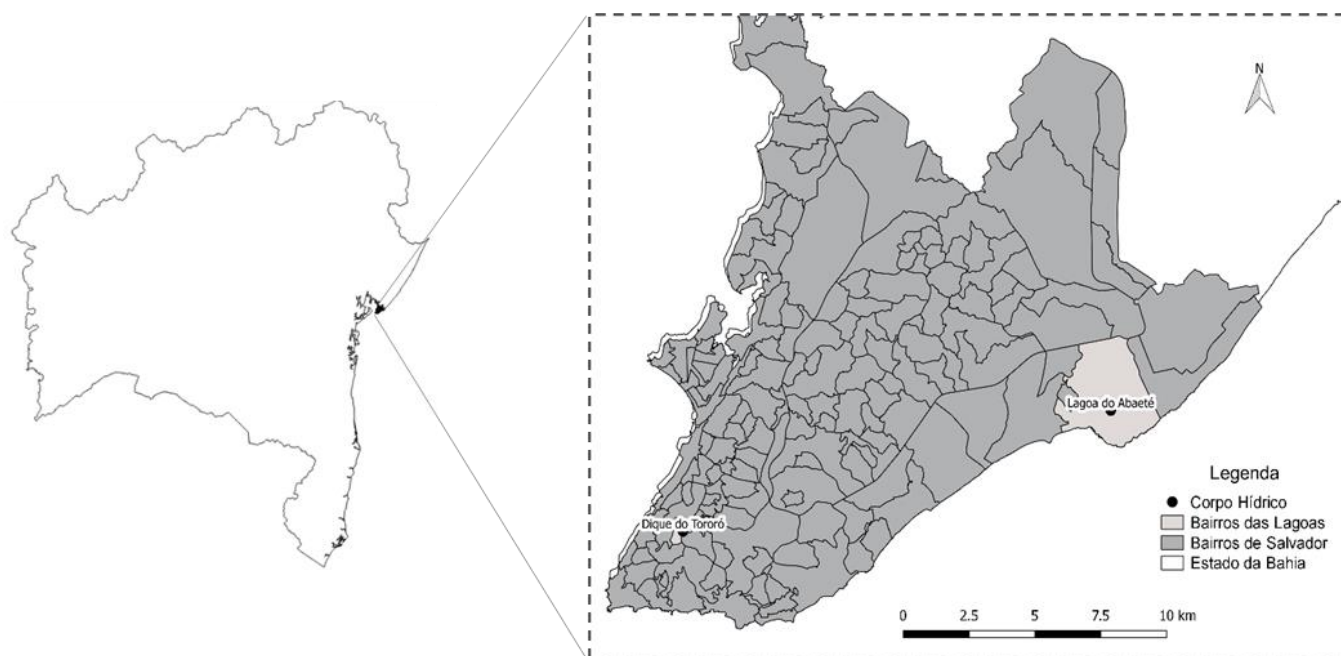 N
Lagoa do Abaeté
Dique do Tororó
Legenda
Corpo Hídrico
Bairros das Lagoas
Bairros de Salvador
Estado da Bahia
0 2.5 5 7.5 10 km